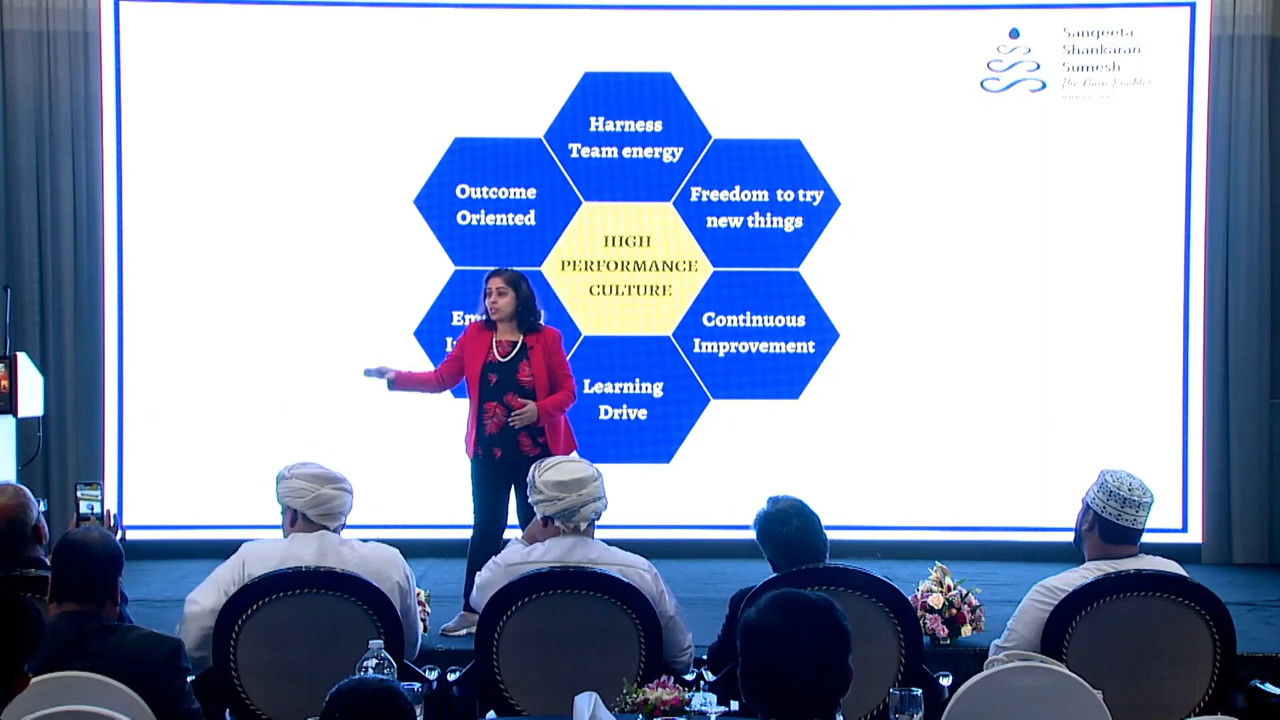 Sangeeta
Shankaran
Sumesh
Harness
Team energy
Outcome
Oriented
Freedom to try
new things
HIGH
PERFORMANCE
CULTURE
Continuous
Improvement
Learning
Drive